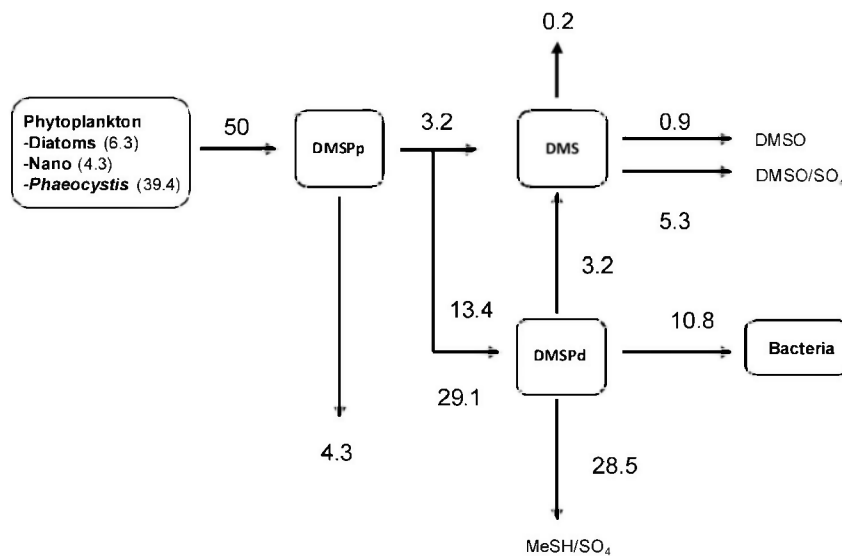 0.2
Phytoplankton
-Diatoms (6.3)
-Nano (4.3)
-Phaeocystis (39.4)
50
DMSPp
3.2
DMS
0.9
DMSO
DMSO/SO
5.3
3.2
13.4
10.8
DMSPd
Bacteria
29.1
4.3
28.5
MeSH/SO₄